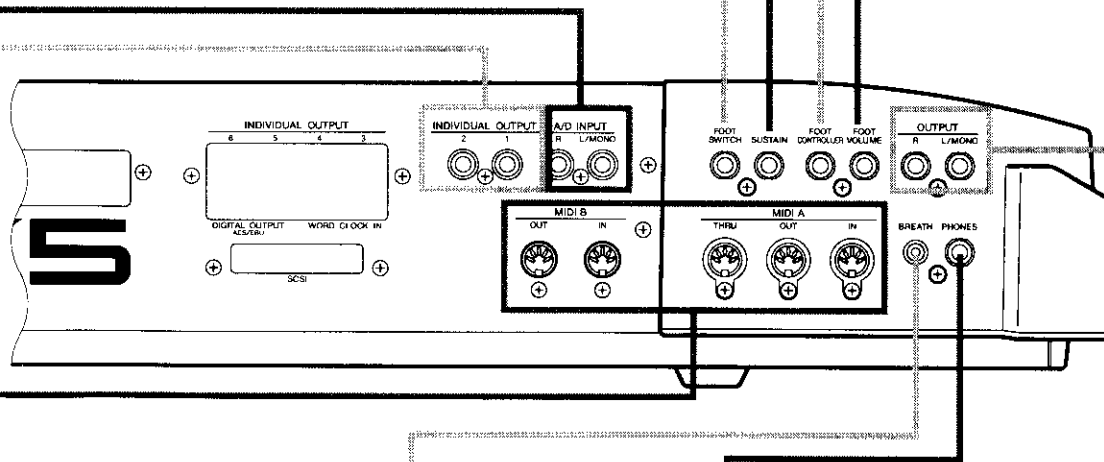 INDIVIDUAL OUTPUT
6 5 4 3
INDIVIDUAL OUTPUT
2 1
A/D INPUT
R L/MONO
FOOT SWITCH
SUSTAIN
FOOT CONTROLLER
FOOT VOLUME
OUTPUT
R L/MONO
DIGITAL OUTPUT
AES/EBU
WORD CLOCK IN
SCSI
5
MIDI B
OUT IN
MIDI A
THRU OUT IN
BREATH
PHONES